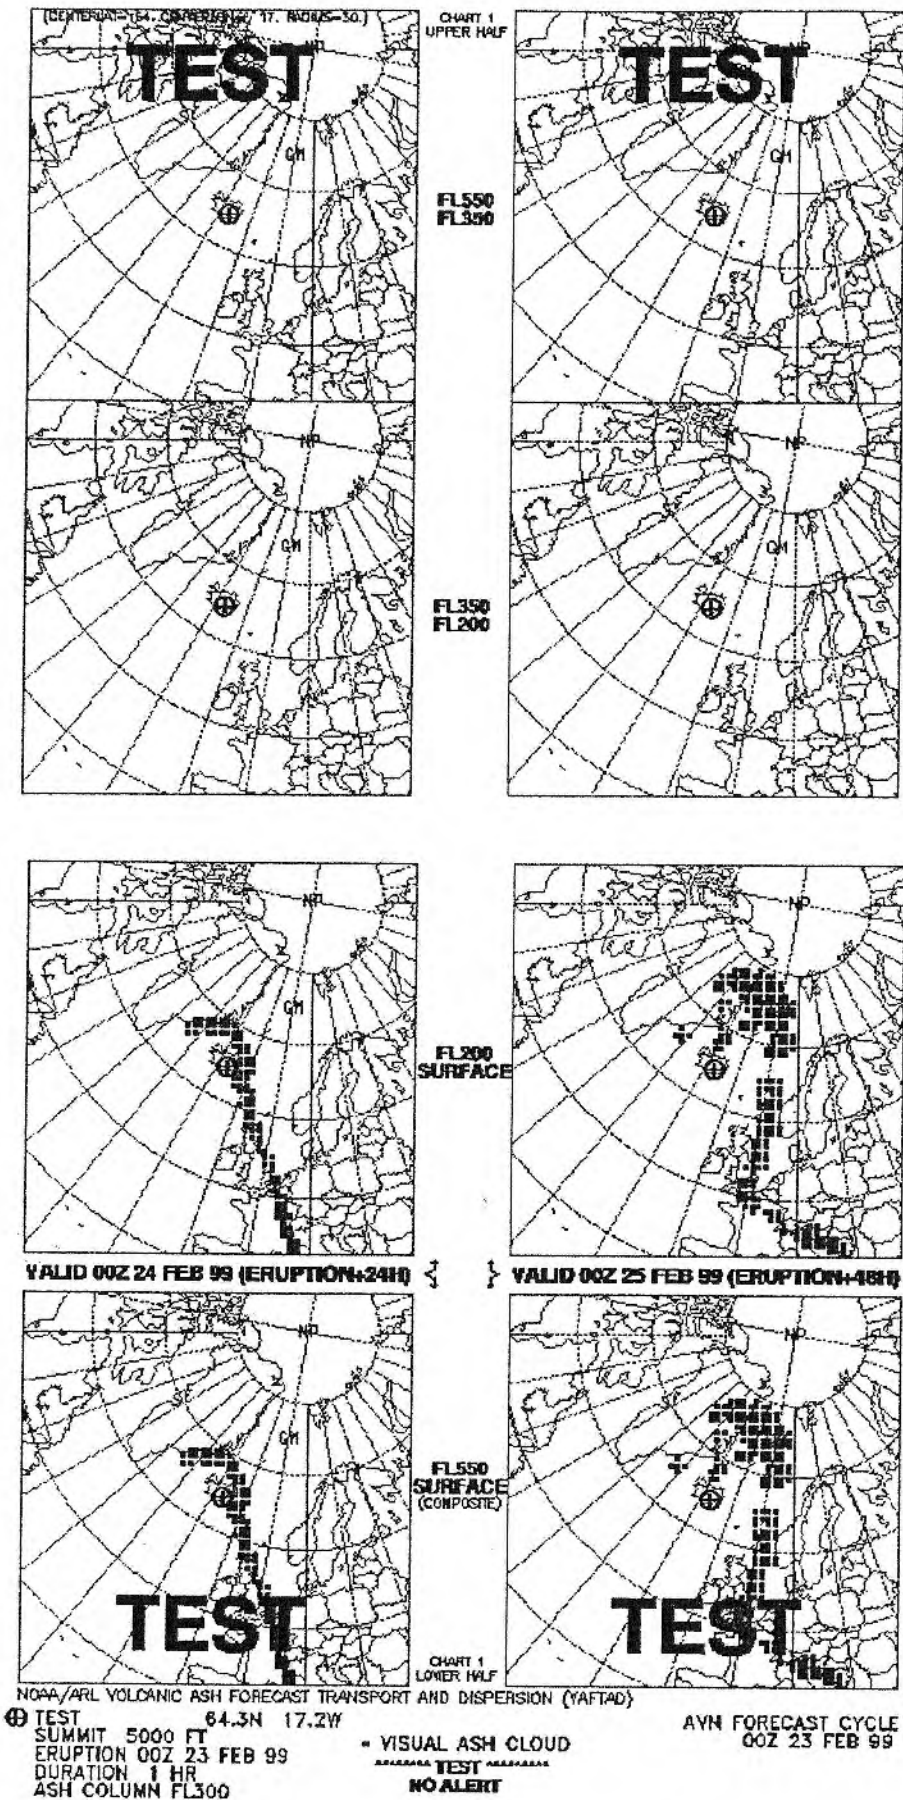 CHART 1
UPPER HALF
TEST
TEST
NP
GM
GM
FL550
FL350
NP
NP
GM
GM
FL350
FL200
NP
NP
GM
FL200
SURFACE
VALID 00Z 24 FEB 99 (ERUPTION+24H)
VALID 00Z 25 FEB 99 (ERUPTION+48H)
NP
NP
GM
FL550
SURFACE
(COMPOSITE)
TEST
TEST
CHART 1
LOWER HALF
NOAA/ARL VOLCANIC ASH FORECAST TRANSPORT AND DISPERSION (VAFTAD)
TEST 64.3N 17.2W
SUMMIT 5000 FT
ERUPTION 00Z 23 FEB 99
DURATION 1 HR
ASH COLUMN FL300
VISUAL ASH CLOUD
TEST
NO ALERT
AVN FORECAST CYCLE
00Z 23 FEB 99